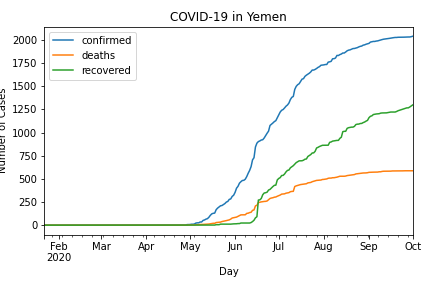 COVID-19 in Yemen
confirmed
deaths
recovered
Number of Cases
2000
1750
1500
1250
1000
750
500
250
0
Feb Mar Apr May Jun Jul Aug Sep Oct
2020
Day